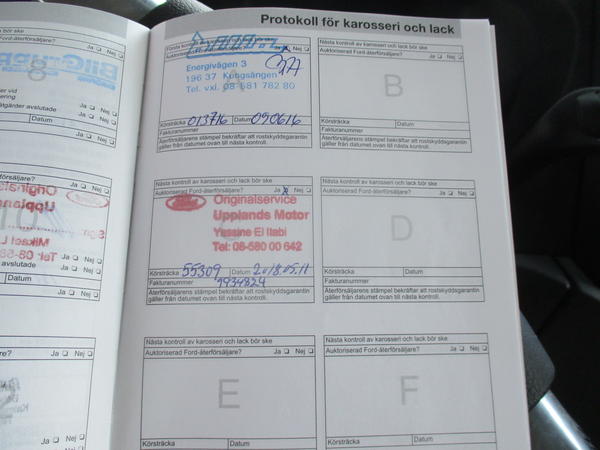 Protokoll för karosseri och lack
Auktoriserad Ford-återförsäljare? Ja Nej
Energivägen 3
196 37 Kungsängen
Tel. vxl. 08-581 782 80
Körsträcka 013716 Datum 090616
Fakturanummer
Återförsäljarens stämpel bekräftar att rostskyddsgarantin
gäller från datumet ovan till nästa kontroll.
Nästa kontroll av karosseri och lack bör ske
Auktoriserad Ford-återförsäljare? Ja Nej
B
Körsträcka Datum
Fakturanummer
Återförsäljarens stämpel bekräftar att rostskyddsgarantin
gäller från datumet ovan till nästa kontroll.
Nästa kontroll av karosseri och lack bör ske
Auktoriserad Ford-återförsäljare? Ja Nej
Originalservice
Upplands Motor
Yassine El Itabi
Tel: 08-580 00 642
Körsträcka 55309 Datum 2018.05.11
Fakturanummer 9934824
Återförsäljarens stämpel bekräftar att rostskyddsgarantin
gäller från datumet ovan till nästa kontroll.
Nästa kontroll av karosseri och lack bör ske
Auktoriserad Ford-återförsäljare? Ja Nej
D
Körsträcka Datum
Fakturanummer
Återförsäljarens stämpel bekräftar att rostskyddsgarantin
gäller från datumet ovan till nästa kontroll.
Nästa kontroll av karosseri och lack bör ske
Auktoriserad Ford-återförsäljare? Ja Nej
E
Körsträcka Datum
Nästa kontroll av karosseri och lack bör ske
Auktoriserad Ford-återförsäljare? Ja Nej
F
Körsträcka Datum